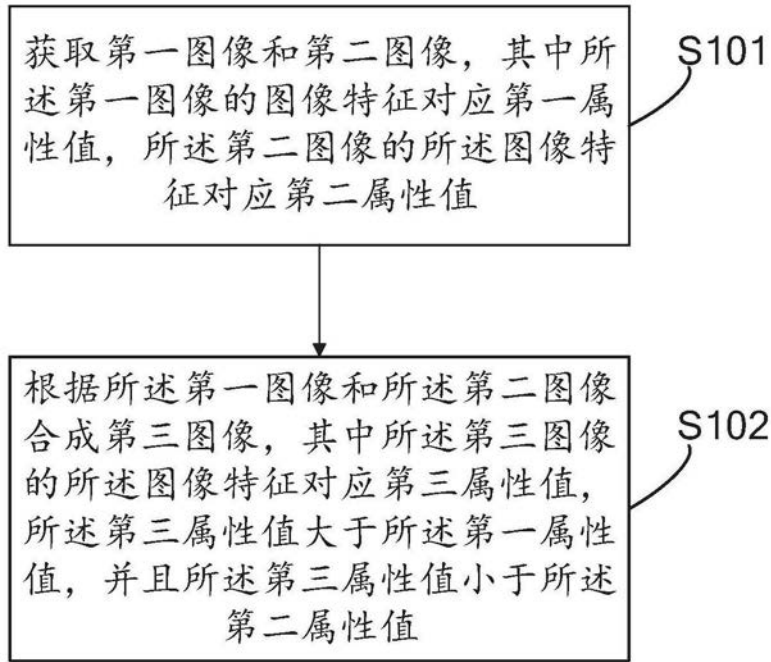 获取第一图像和第二图像，其中所
述第一图像的图像特征对应第一属
性值，所述第二图像的所述图像特
征对应第二属性值
S101
根据所述第一图像和所述第二图像
合成第三图像，其中所述第三图像
的所述图像特征对应第三属性值，
所述第三属性值大于所述第一属性
值，并且所述第三属性值小于所述
第二属性值
S102